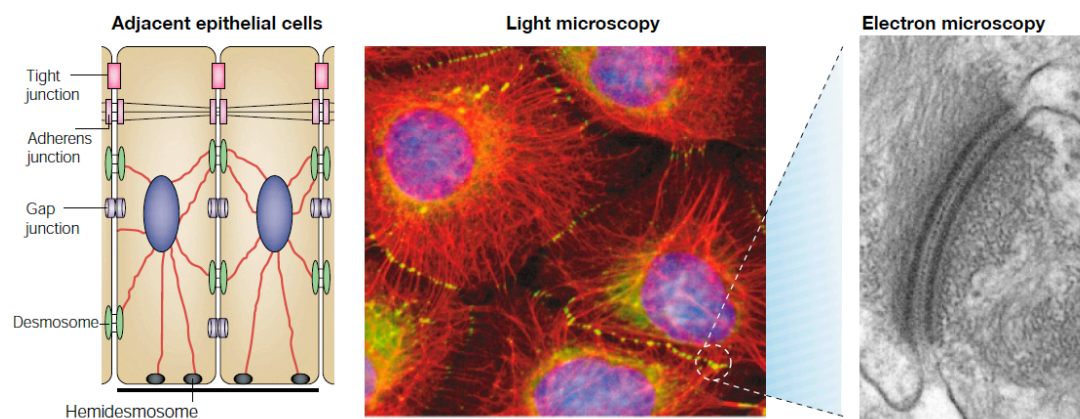 Adjacent epithelial cells
Light microscopy
Electron microscopy
Tight
junction
Adherens
junction
Gap
junction
Desmosome
Hemidesmosome